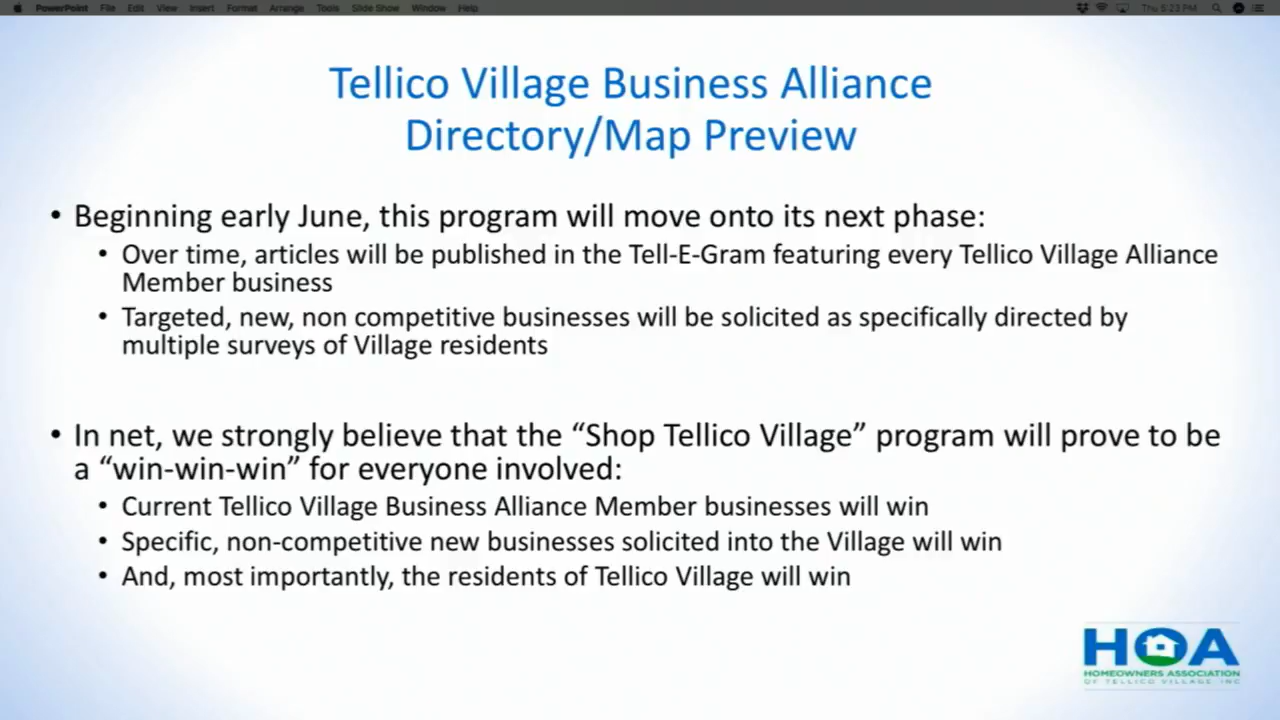 PowerPoint File Edit View Insert Format Arrange Tools Slide Show Window Help Thu 5:23 PM
Tellico Village Business Alliance
Directory/Map Preview
• Beginning early June, this program will move onto its next phase:
• Over time, articles will be published in the Tell-E-Gram featuring every Tellico Village Alliance
Member business
• Targeted, new, non competitive businesses will be solicited as specifically directed by
multiple surveys of Village residents
• In net, we strongly believe that the “Shop Tellico Village” program will prove to be
a “win-win-win” for everyone involved:
• Current Tellico Village Business Alliance Member businesses will win
• Specific, non-competitive new businesses solicited into the Village will win
• And, most importantly, the residents of Tellico Village will win
HOA
HOMEOWNERS ASSOCIATION
OF TELLICO VILLAGE INC